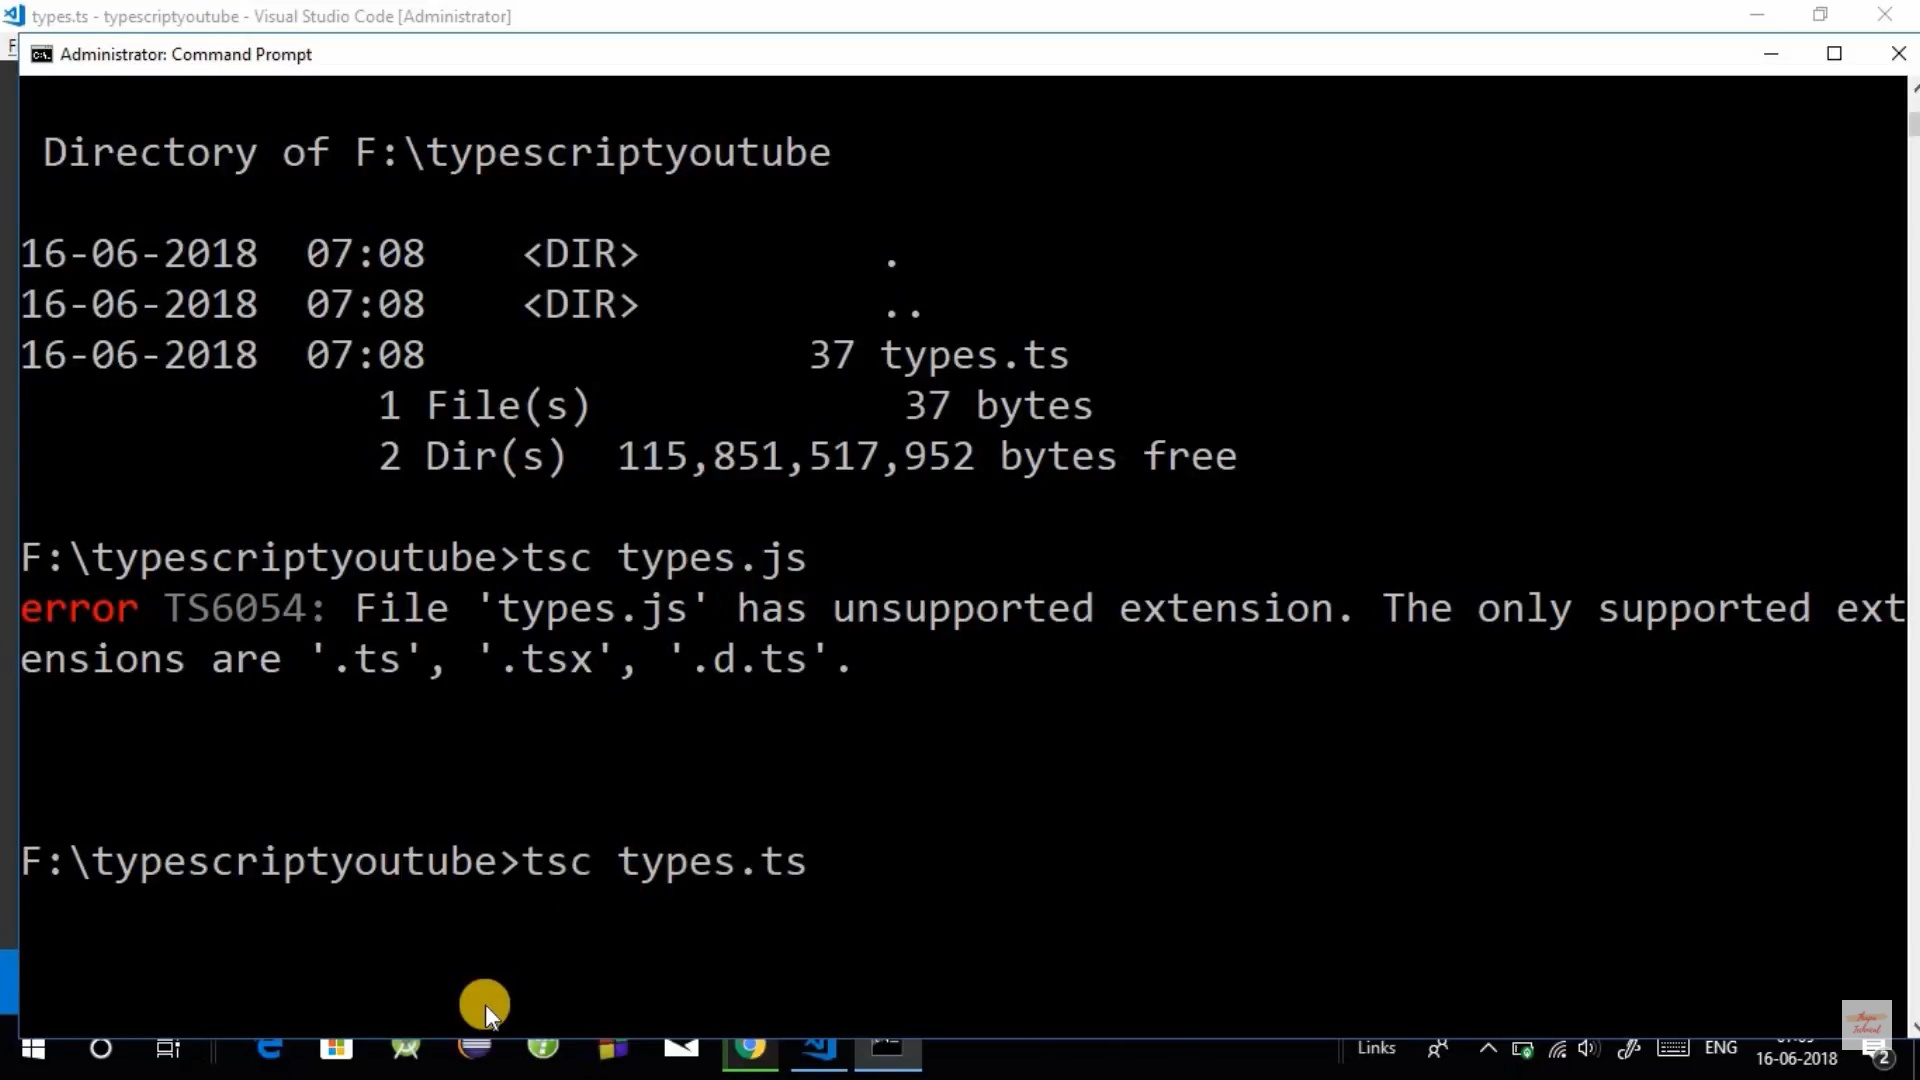 types.ts - typescriptyoutube - Visual Studio Code [Administrator]
F
Administrator: Command Prompt
Directory of F:\typescriptyoutube
16-06-2018 07:08 <DIR> .
16-06-2018 07:08 <DIR> ..
16-06-2018 07:08 37 types.ts
1 File(s) 37 bytes
2 Dir(s) 115,851,517,952 bytes free
F:\typescriptyoutube>tsc types.js
error TS6054: File 'types.js' has unsupported extension. The only supported ext
ensions are '.ts', '.tsx', '.d.ts'.
F:\typescriptyoutube>tsc types.ts
Links
ENG
16-06-2018
2